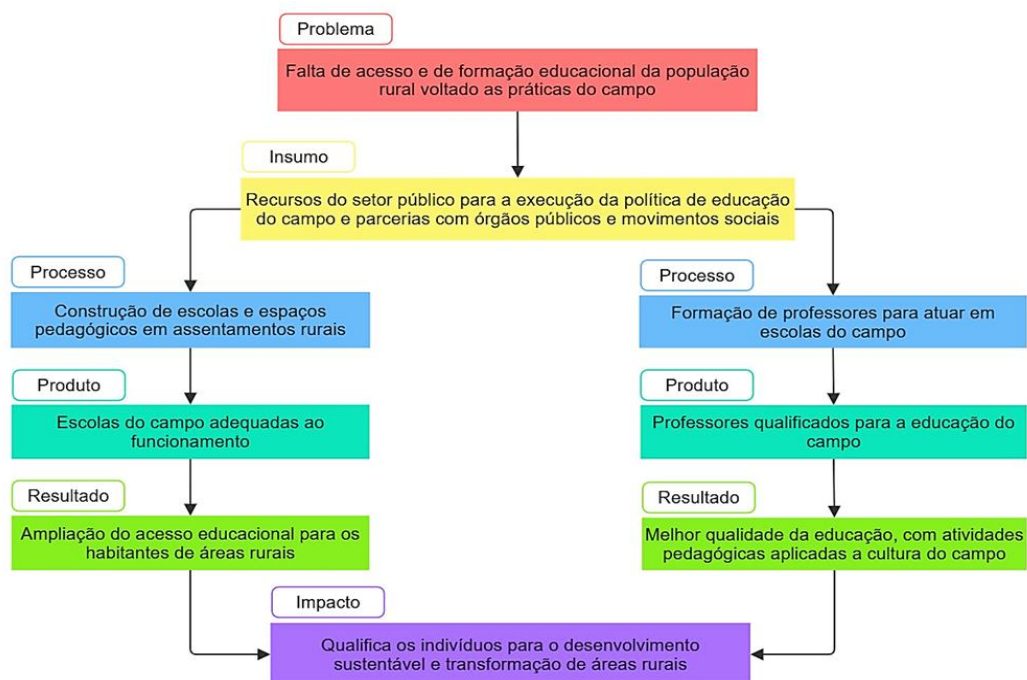 Problema
Falta de acesso e de formação educacional da população
rural voltado as práticas do campo
Insumo
Recursos do setor público para a execução da política de educação
do campo e parcerias com órgãos públicos e movimentos sociais
Processo
Construção de escolas e espaços
pedagógicos em assentamentos rurais
Produto
Escolas do campo adequadas ao
funcionamento
Resultado
Ampliação do acesso educacional para os
habitantes de áreas rurais
Processo
Formação de professores para atuar em
escolas do campo
Produto
Professores qualificados para a educação do
campo
Resultado
Melhor qualidade da educação, com atividades
pedagógicas aplicadas a cultura do campo
Impacto
Qualifica os indivíduos para o desenvolvimento
sustentável e transformação de áreas rurais